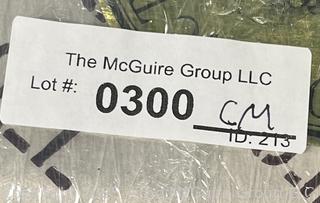 The McGuire Group LLC
Lot #: 0300 CM
ID: 213